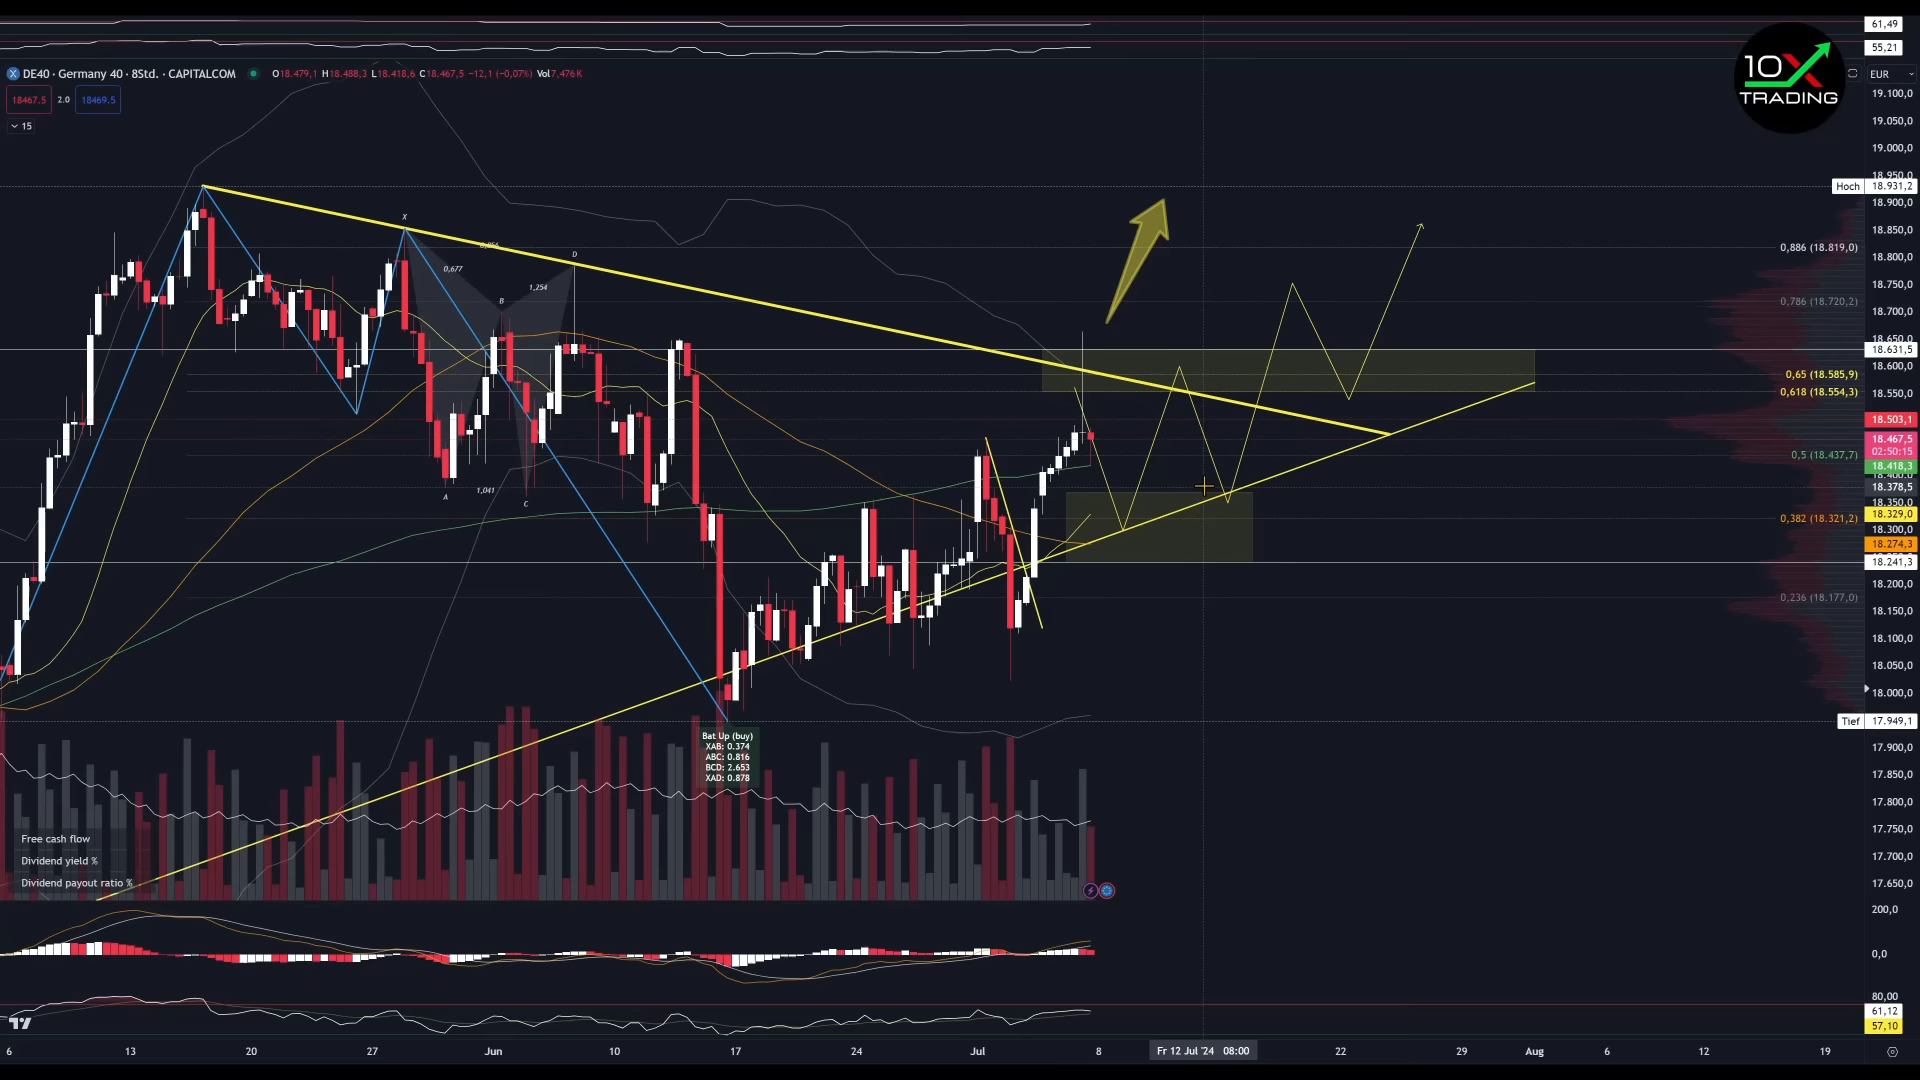 61,49
55,21
DE40 · Germany 40 · 8Std. · CAPITALCOM O18.479,1 H18.488,3 L18.418,6 C18.467,5 −12,1 (−0,07%) Vol7,476K
EUR
18467.5 2.0 18469.5
15
10X
TRADING
19.100,0
19.050,0
19.000,0
18.950,0
Hoch 18.931,2
18.900,0
18.850,0
0,886 (18.819,0)
18.800,0
18.750,0
0,786 (18.720,2)
18.700,0
18.650,0
18.631,5
18.600,0
0,65 (18.585,9)
0,618 (18.554,3)
18.550,0
18.503,1
18.467,5
02:50:15
0,5 (18.437,7)
18.418,3
18.400,0
18.378,5
18.350,0
18.329,0
0,382 (18.321,2)
18.300,0
18.274,3
18.241,3
18.200,0
0,236 (18.177,0)
18.150,0
18.100,0
18.050,0
18.000,0
Tief 17.949,1
17.900,0
17.850,0
17.800,0
17.750,0
17.700,0
17.650,0
X
0,677
B
1,254
D
A
1,041
C
Bat Up (buy)
XAB: 0.374
ABC: 0.816
BCD: 2.653
XAD: 0.878
Free cash flow
Dividend yield %
Dividend payout ratio %
200,0
0,0
80,00
61,12
57,10
6 13 20 27 Jun 10 17 24 Jul 8 Fr 12 Jul '24 08:00 22 29 Aug 6 12 19